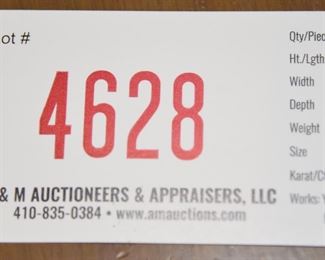 ot #
4628
& M AUCTIONEERS & APPRAISERS, LLC
410-835-0384 • www.amauctions.com
Qty/Piec
Ht./Lgth
Width
Depth
Weight
Size
Karat/C
Works: Y